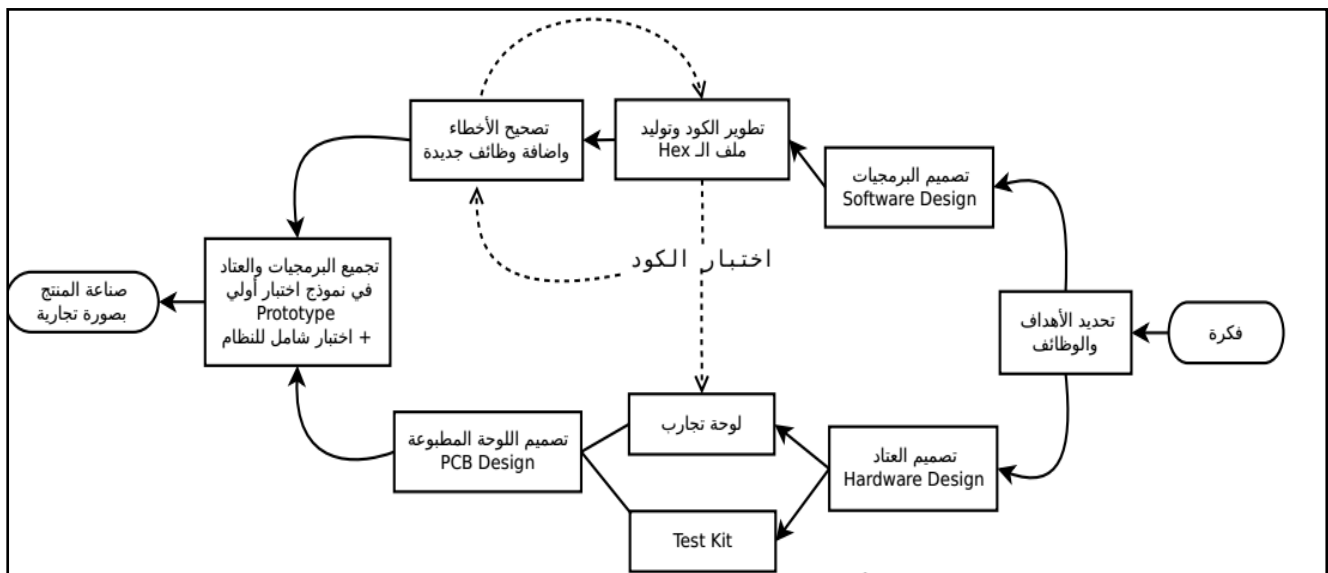 فكرة
تحديد الأهداف
والوظائف
تصميم البرمجيات
Software Design
تطوير الكود وتوليد
ملف الـ Hex
تصحيح الأخطاء
واضافة وظائف جديدة
اختبار الكود
تصميم العتاد
Hardware Design
لوحة تجارب
Test Kit
تصميم اللوحة المطبوعة
PCB Design
تجميع البرمجيات والعتاد
في نموذج اختبار أولي
Prototype
+ اختبار شامل للنظام
صناعة المنتج
بصورة تجارية